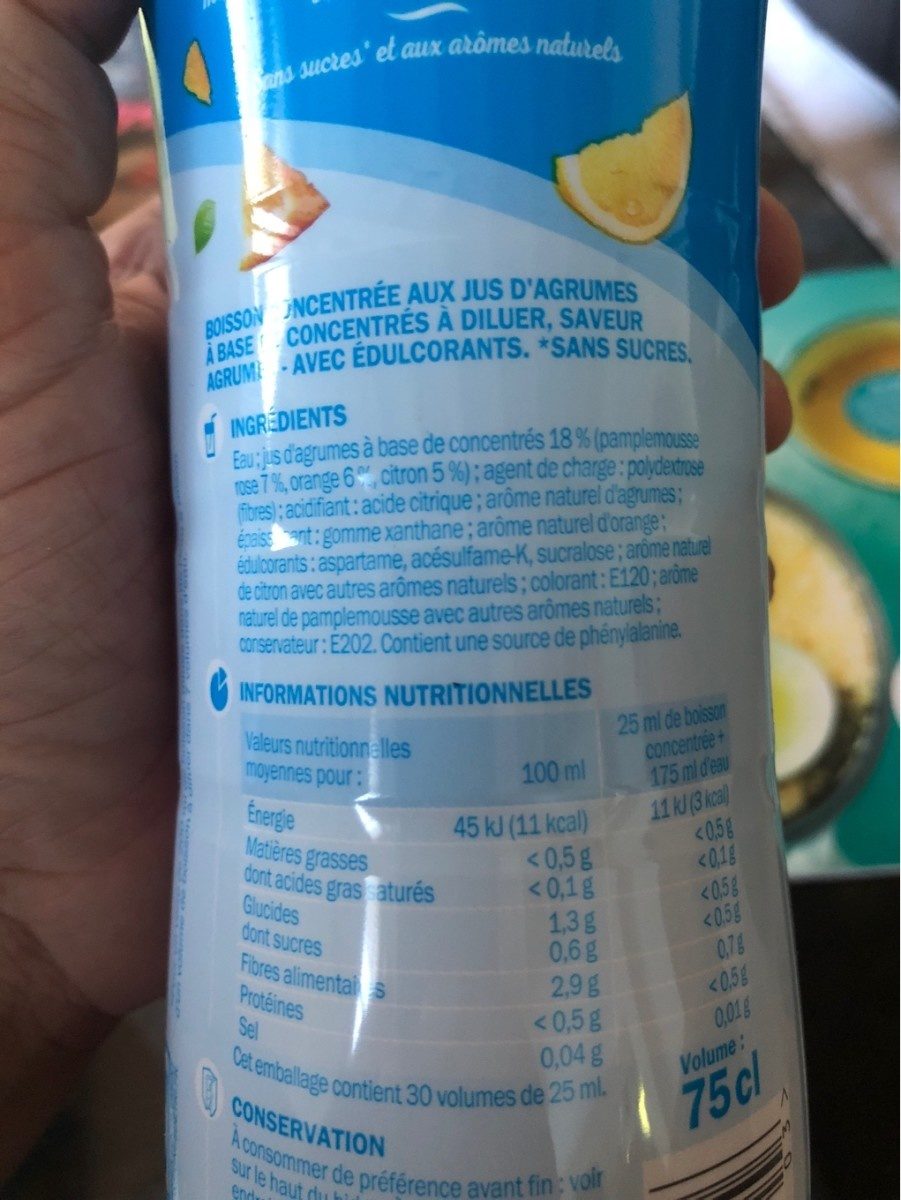 sans sucres* et aux arômes naturels
BOISSON CONCENTRÉE AUX JUS D'AGRUMES
À BASE DE CONCENTRÉS À DILUER, SAVEUR
AGRUMES - AVEC ÉDULCORANTS. *SANS SUCRES.
INGRÉDIENTS
Eau ; jus d'agrumes à base de concentrés 18 % (pamplemousse
rose 7 %, orange 6 %, citron 5 %) ; agent de charge : polydextrose
(fibres) ; acidifiant : acide citrique ; arôme naturel d'agrumes ;
épaississant : gomme xanthane ; arôme naturel d'orange ;
édulcorants : aspartame, acésulfame-K, sucralose ; arôme naturel
de citron avec autres arômes naturels ; colorant : E120 ; arôme
naturel de pamplemousse avec autres arômes naturels ;
conservateur : E202. Contient une source de phénylalanine.
INFORMATIONS NUTRITIONNELLES
Valeurs nutritionnelles
moyennes pour : 100 ml 25 ml de boisson
concentrée +
175 ml d'eau
Énergie 45 kJ (11 kcal) 11 kJ (3 kcal)
Matières grasses < 0,5 g < 0,5 g
dont acides gras saturés < 0,1 g < 0,1 g
Glucides 1,3 g < 0,5 g
dont sucres 0,6 g < 0,5 g
Fibres alimentaires 2,9 g 0,7 g
Protéines < 0,5 g < 0,5 g
Sel 0,04 g 0,01 g
Cet emballage contient 30 volumes de 25 ml.
Volume :
75 cl
CONSERVATION
À consommer de préférence avant fin : voir
sur le haut du